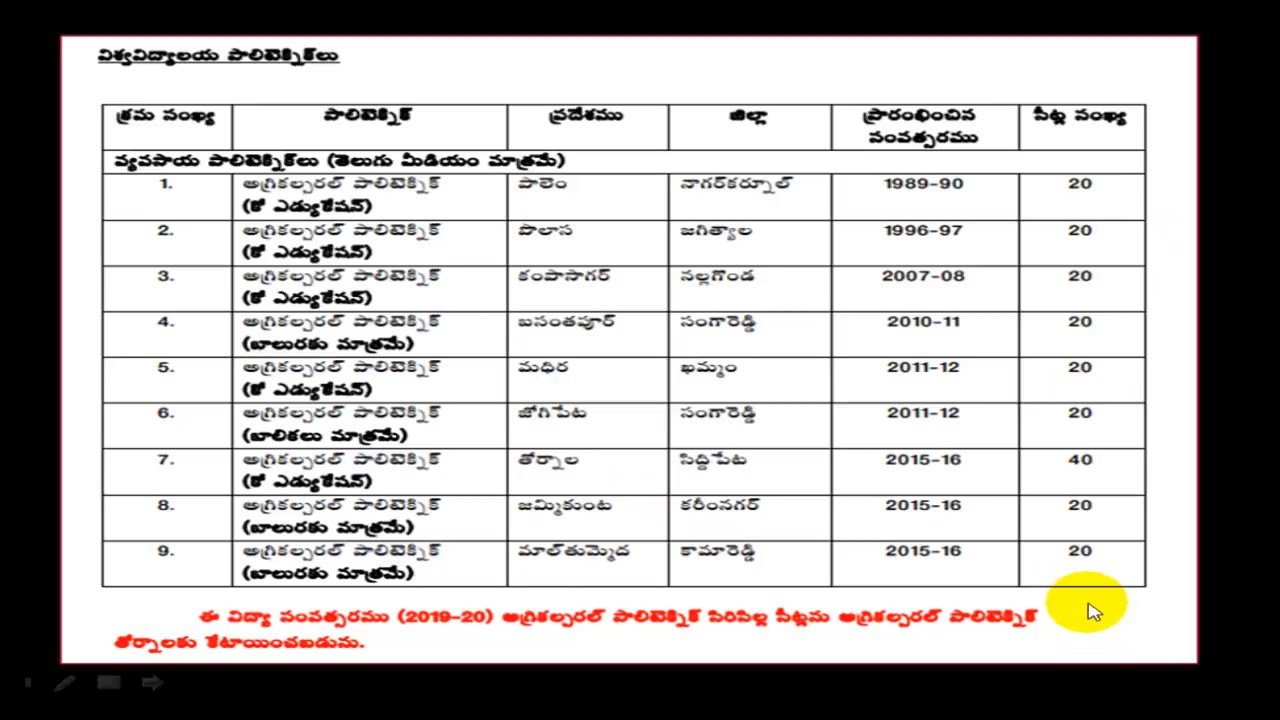 విశ్వవిద్యాలయ పాలిటెక్నిక్‌లు
క్రమ సంఖ్య పాలిటెక్నిక్ ప్రదేశము జిల్లా ప్రారంభించిన సంవత్సరము సీట్ల సంఖ్య
వ్యవసాయ పాలిటెక్నిక్‌లు (తెలుగు మీడియం మాత్రమే)
1. అగ్రికల్చరల్ పాలిటెక్నిక్ పాలెం నాగర్‌కర్నూల్ 1989-90 20
(కో ఎడ్యుకేషన్)
2. అగ్రికల్చరల్ పాలిటెక్నిక్ పొలాస జగిత్యాల 1996-97 20
(కో ఎడ్యుకేషన్)
3. అగ్రికల్చరల్ పాలిటెక్నిక్ కంపాసాగర్ నల్లగొండ 2007-08 20
(కో ఎడ్యుకేషన్)
4. అగ్రికల్చరల్ పాలిటెక్నిక్ బసంతపూర్ సంగారెడ్డి 2010-11 20
(బాలురకు మాత్రమే)
5. అగ్రికల్చరల్ పాలిటెక్నిక్ మధిర ఖమ్మం 2011-12 20
(కో ఎడ్యుకేషన్)
6. అగ్రికల్చరల్ పాలిటెక్నిక్ జోగిపేట సంగారెడ్డి 2011-12 20
(బాలికలు మాత్రమే)
7. అగ్రికల్చరల్ పాలిటెక్నిక్ తోర్నాల సిద్దిపేట 2015-16 40
(కో ఎడ్యుకేషన్)
8. అగ్రికల్చరల్ పాలిటెక్నిక్ జమ్మికుంట కరీంనగర్ 2015-16 20
(బాలురకు మాత్రమే)
9. అగ్రికల్చరల్ పాలిటెక్నిక్ మాల్‌తుమ్మెద కామారెడ్డి 2015-16 20
(బాలురకు మాత్రమే)
ఈ విద్యా సంవత్సరము (2019-20) అగ్రికల్చరల్ పాలిటెక్నిక్ సిరిసిల్ల సీట్లను అగ్రికల్చరల్ పాలిటెక్నిక్
తోర్నాలకు కేటాయించబడును.